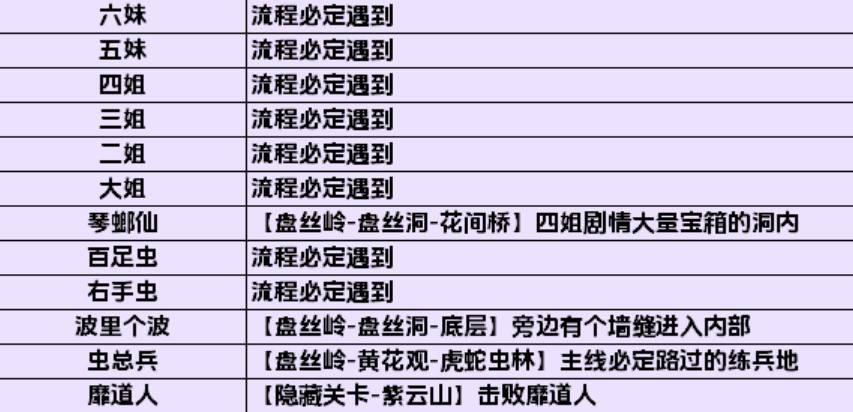 六妹 流程必定遇到
五妹 流程必定遇到
四姐 流程必定遇到
三姐 流程必定遇到
二姐 流程必定遇到
大姐 流程必定遇到
琴螂仙 【盘丝岭-盘丝洞-花间桥】四姐剧情大量宝箱的洞内
百足虫 流程必定遇到
右手虫 流程必定遇到
波里个波 【盘丝岭-盘丝洞-底层】旁边有个墙缝进入内部
虫总兵 【盘丝岭-黄花观-虎蛇虫林】主线必定路过的练兵地
靡道人 【隐藏关卡-紫云山】击败靡道人